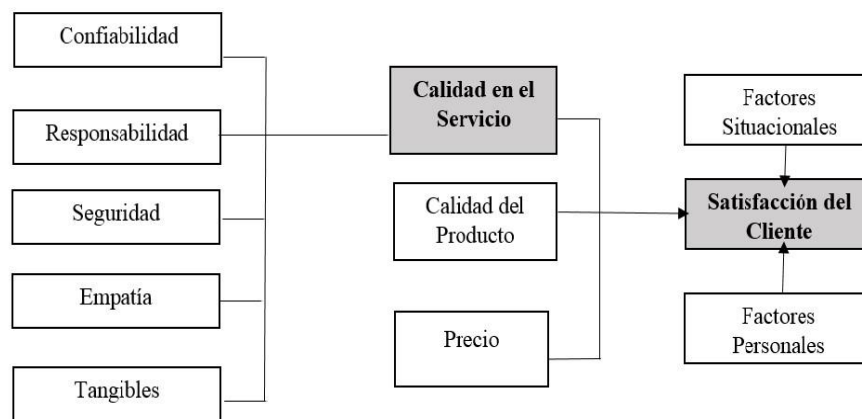 Confiabilidad
Responsabilidad
Seguridad
Empatía
Tangibles
Calidad en el
Servicio
Calidad del
Producto
Precio
Factores
Situacionales
Satisfacción del
Cliente
Factores
Personales